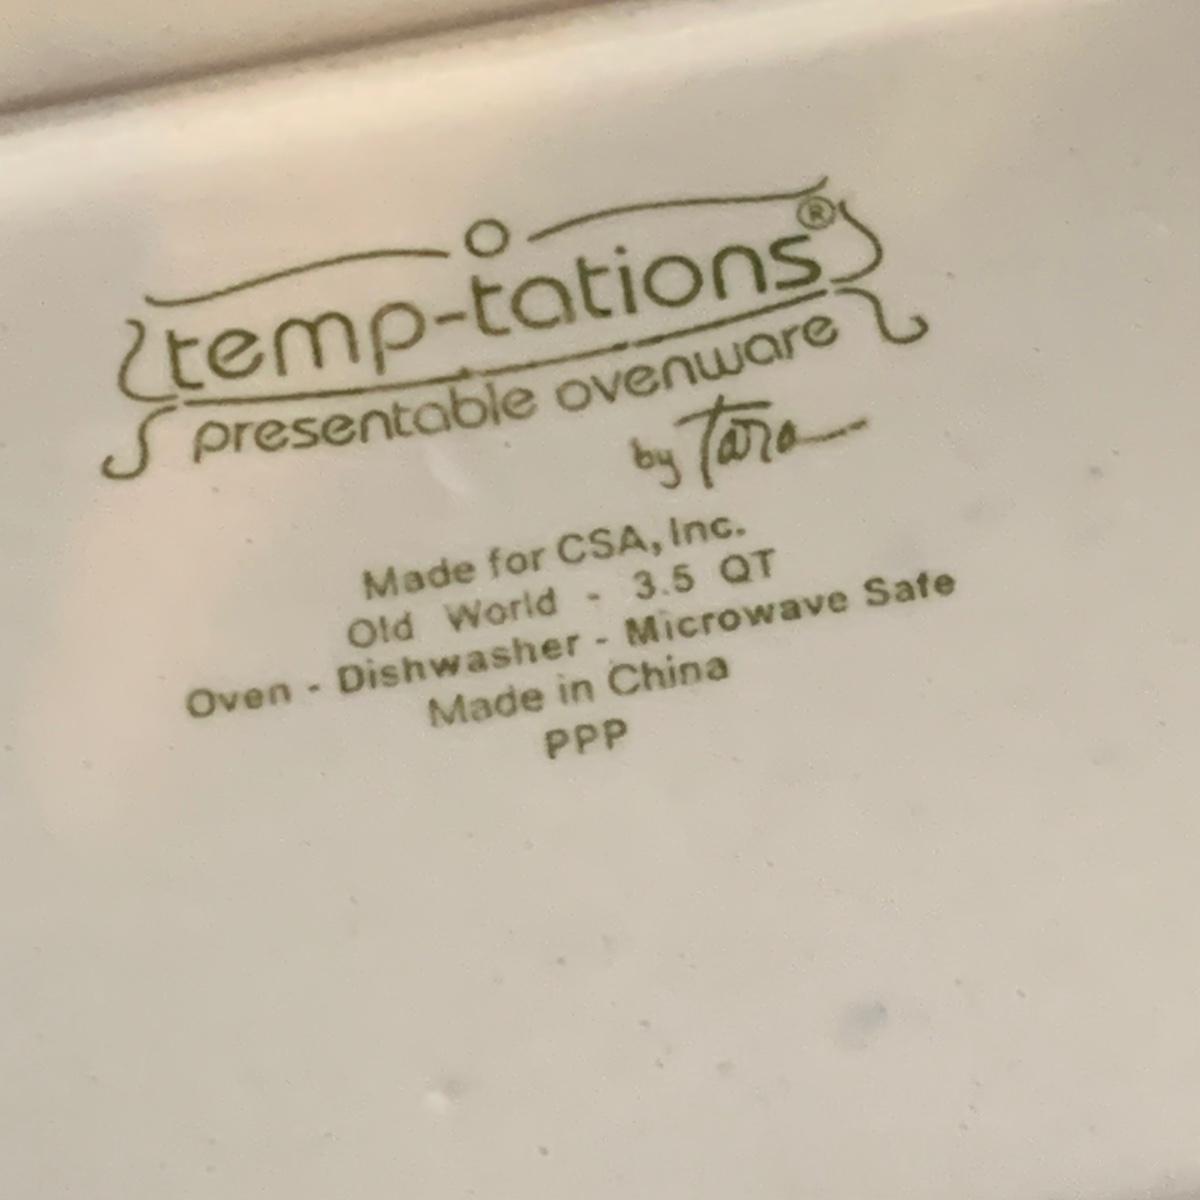 temp-tations®
presentable ovenware
by Tara
Made for CSA, Inc.
Old World - 3.5 QT
Oven - Dishwasher - Microwave Safe
Made in China
PPP